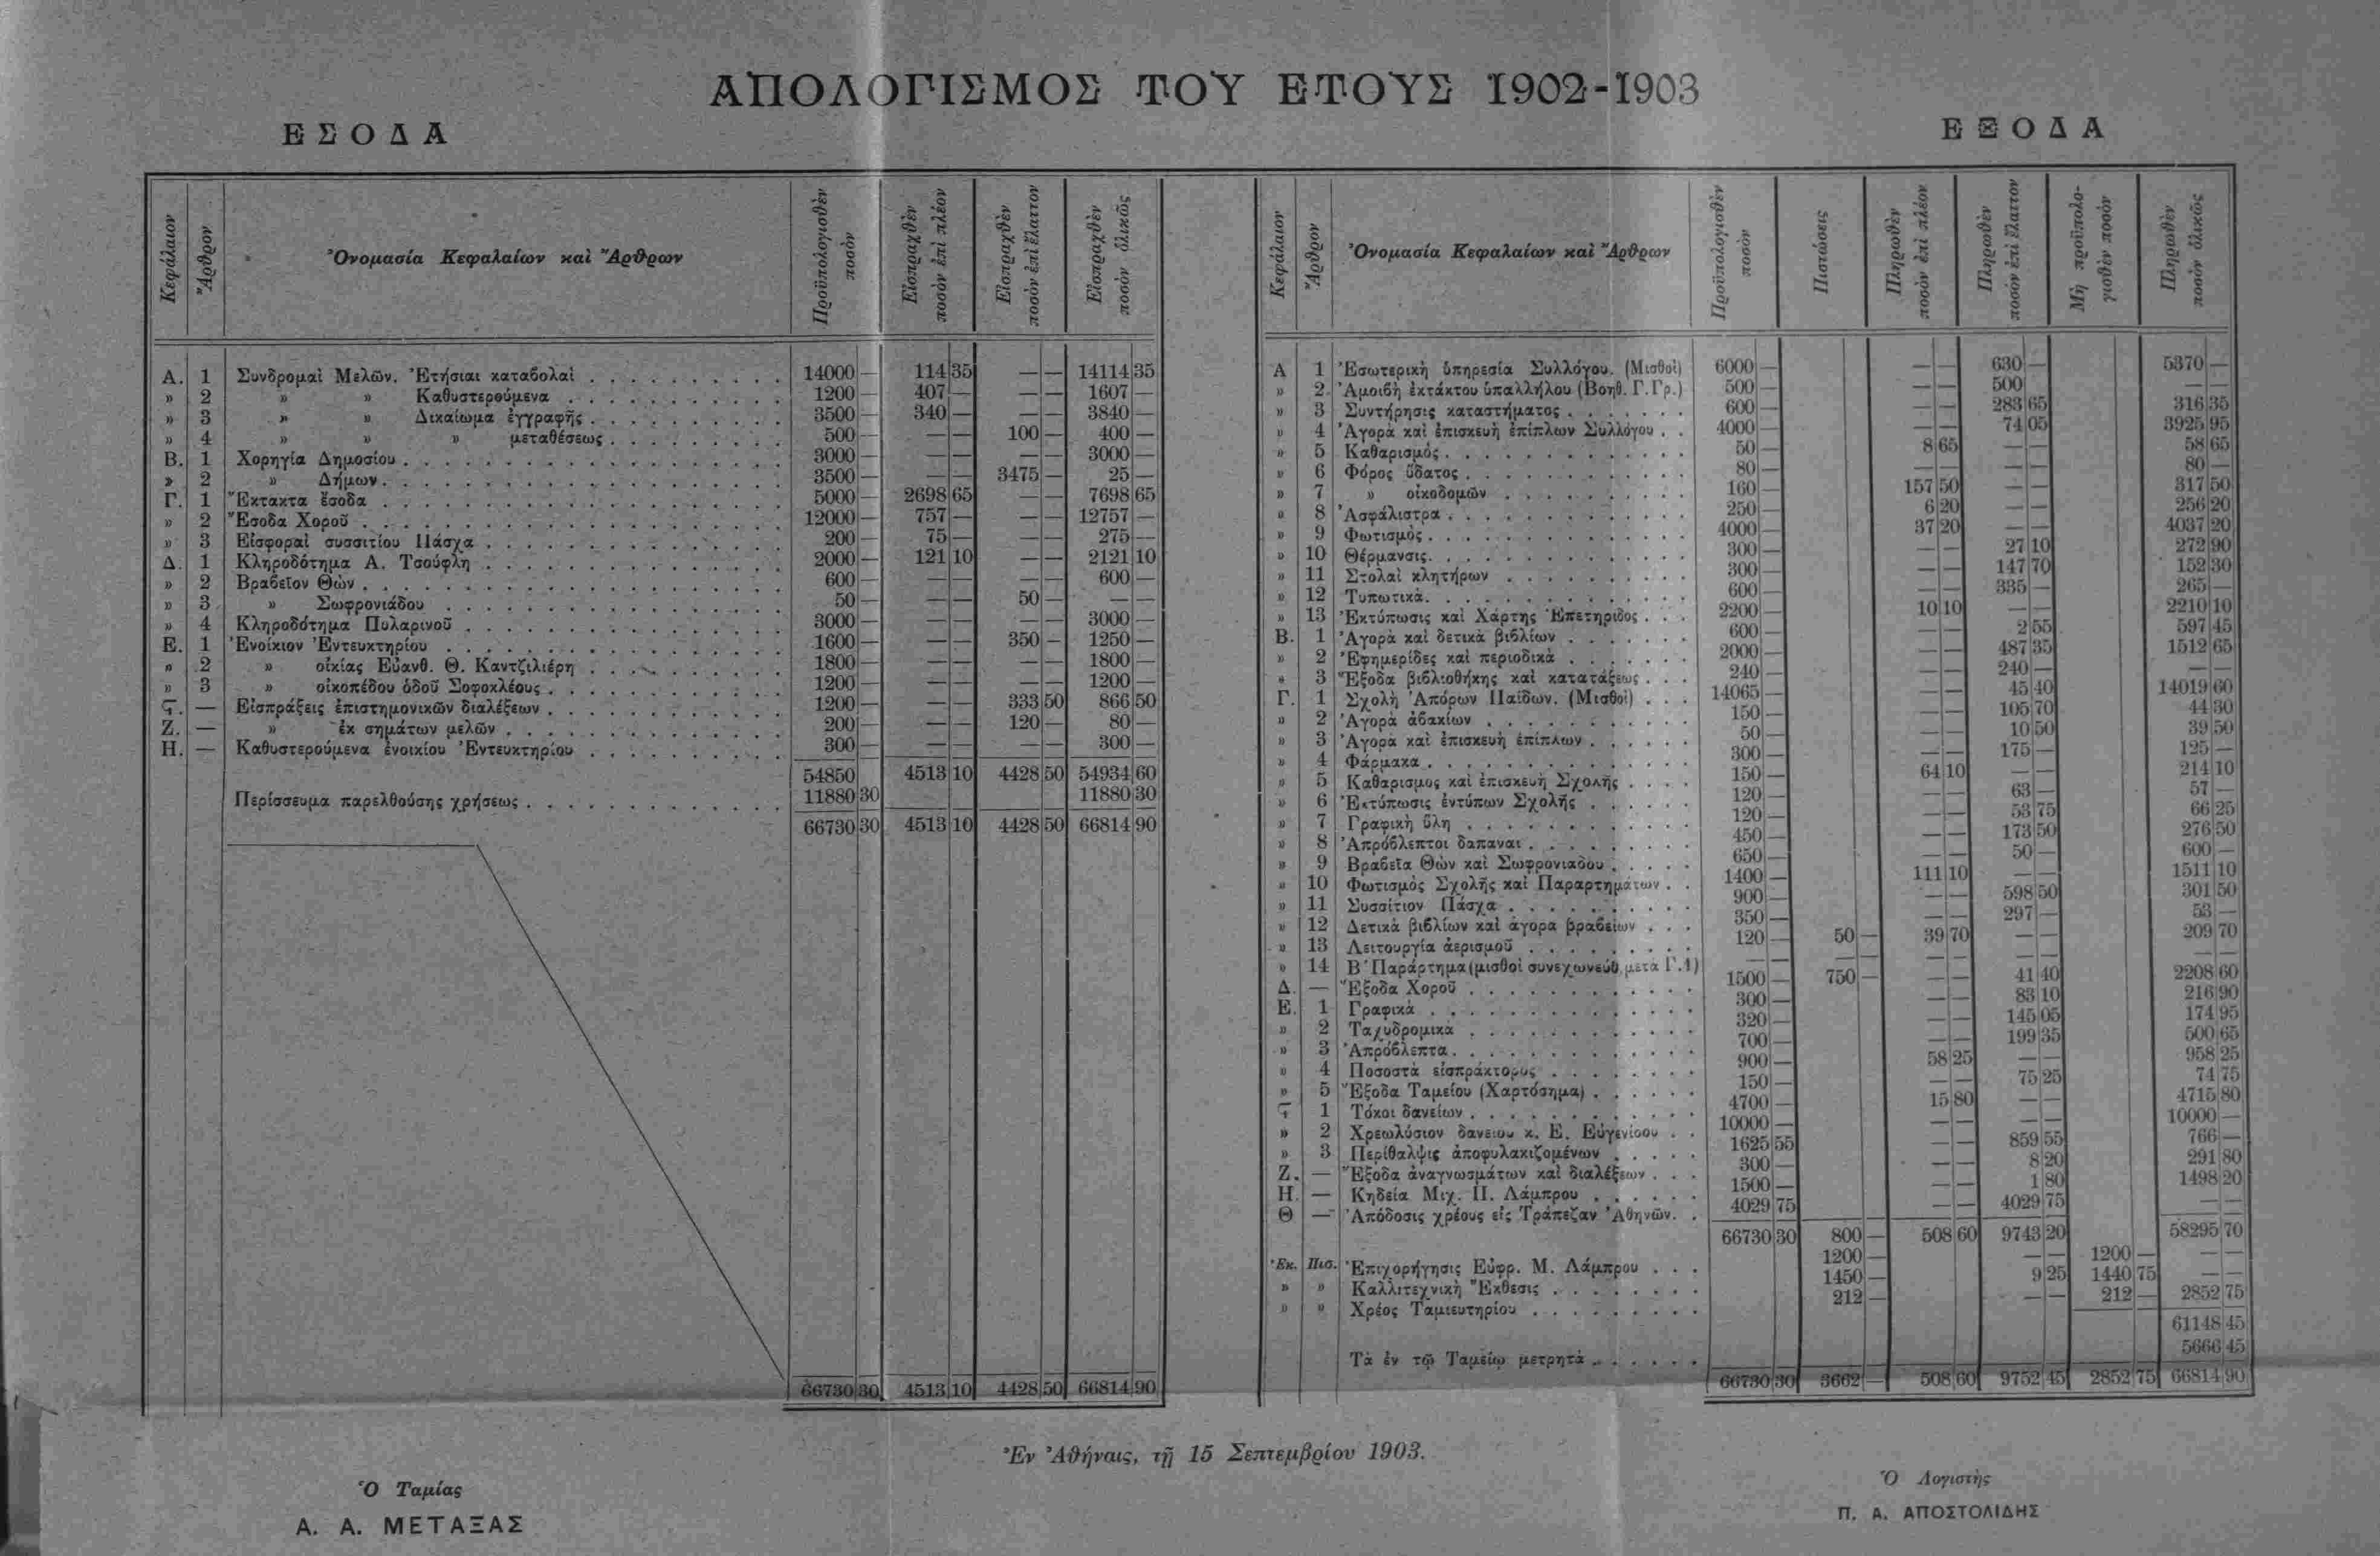 ΑΠΟΛΟΓΙΣΜΟΣ ΤΟΥ ΕΤΟΥΣ 1902-1903
ΕΣΟΔΑ
Κεφάλαιον Ἄρθρον Ὀνομασία Κεφαλαίων καὶ Ἄρθρων Προϋπολογισθὲν ποσὸν Εἰσπραχθὲν ποσὸν ἐπὶ πλέον Εἰσπραχθὲν ποσὸν ἐπὶ ἔλαττον Εἰσπραχθὲν ποσὸν ὁλικῶς
Α. 1 Συνδρομαὶ Μελῶν. Ἐτήσιαι καταβολαὶ 14000 — 114 35 — — 14114 35
» 2 » » Καθυστερούμενα 1200 — 407 — — — 1607 —
» 3 » » Δικαίωμα ἐγγραφῆς 3500 — 340 — — — 3840 —
» 4 » » » μεταθέσεως 500 — — — 100 — 400 —
Β. 1 Χορηγία Δημοσίου 3000 — — — — — 3000 —
» 2 » Δήμων 3500 — — — 3475 — 25 —
Γ. 1 Ἔκτακτα ἔσοδα 5000 — 2698 65 — — 7698 65
» 2 Ἔσοδα Χοροῦ 12000 — 757 — — — 12757 —
» 3 Εἰσφοραὶ συσσιτίου Πάσχα 200 — 75 — — — 275 —
Δ. 1 Κληροδότημα Α. Τσούφλη 2000 — 121 10 — — 2121 10
» 2 Βραβεῖον Θών 600 — — — — — 600 —
» 3 » Σωφρονιάδου 50 — — — 50 — — —
» 4 Κληροδότημα Πυλαρινοῦ 3000 — — — — — 3000 —
Ε. 1 Ἐνοίκιον Ἐντευκτηρίου 1600 — — — 350 — 1250 —
» 2 » οἰκίας Εὐανθ. Θ. Καντζιλιέρη 1800 — — — — — 1800 —
» 3 » οἰκοπέδου ὁδοῦ Σοφοκλέους 1200 — — — — — 1200 —
Ϛ. — Εἰσπράξεις ἐπιστημονικῶν διαλέξεων 1200 — — — 333 50 866 50
Ζ. — » ἐκ σημάτων μελῶν 200 — — — 120 — 80 —
Η. — Καθυστερούμενα ἐνοικίου Ἐντευκτηρίου 300 — — — — — 300 —
54850 4513 10 4428 50 54934 60
Περίσσευμα παρελθούσης χρήσεως 11880 30 11880 30
66730 30 4513 10 4428 50 66814 90
66730 30 4513 10 4428 50 66814 90
ΕΞΟΔΑ
Κεφάλαιον Ἄρθρον Ὀνομασία Κεφαλαίων καὶ Ἄρθρων Προϋπολογισθὲν ποσὸν Πιστώσεις Πληρωθὲν ποσὸν ἐπὶ πλέον Πληρωθὲν ποσὸν ἐπὶ ἔλαττον Μὴ προϋπολογισθὲν ποσὸν Πληρωθὲν ποσὸν ὁλικῶς
Α 1 Ἐσωτερικὴ ὑπηρεσία Συλλόγου. (Μισθοὶ) 6000 — — — 630 — 5370 —
» 2 Ἀμοιβὴ ἐκτάκτου ὑπαλλήλου (Βοηθ. Γ. Γρ.) 500 — — — 500 — — —
» 3 Συντήρησις καταστήματος 600 — — — 283 65 316 35
» 4 Ἀγορὰ καὶ ἐπισκευὴ ἐπίπλων Συλλόγου 4000 — — — 74 05 3925 95
» 5 Καθαρισμός 50 — 8 65 — — 58 65
» 6 Φόρος ὕδατος 80 — — — — — 80 —
» 7 » οἰκοδομῶν 160 — 157 50 — — 317 50
» 8 Ἀσφάλιστρα 250 — 6 20 — — 256 20
» 9 Φωτισμός 4000 — 37 20 — — 4037 20
» 10 Θέρμανσις 300 — — — 27 10 272 90
» 11 Στολαὶ κλητήρων 300 — — — 147 70 152 30
» 12 Τυπωτικά 600 — — — 335 — 265 —
» 13 Ἐκτύπωσις καὶ Χάρτης Ἐπετηρίδος 2200 — 10 10 — — 2210 10
Β. 1 Ἀγορὰ καὶ δετικὰ βιβλίων 600 — — — 2 55 597 45
» 2 Ἐφημερίδες καὶ περιοδικὰ 2000 — — — 487 35 1512 65
» 3 Ἔξοδα βιβλιοθήκης καὶ κατατάξεως 240 — — — 240 — — —
Γ. 1 Σχολὴ Ἀπόρων Παίδων. (Μισθοὶ) 14065 — — — 45 40 14019 60
» 2 Ἀγορὰ ἀβακίων 150 — — — 105 70 44 30
» 3 Ἀγορὰ καὶ ἐπισκευὴ ἐπίπλων 50 — — — 10 50 39 50
» 4 Φάρμακα 300 — — — 175 — 125 —
» 5 Καθαρισμὸς καὶ ἐπισκευὴ Σχολῆς 150 — 64 10 — — 214 10
» 6 Ἐκτύπωσις ἐντύπων Σχολῆς 120 — — — 63 — 57 —
» 7 Γραφικὴ ὕλη 120 — — — 53 75 66 25
» 8 Ἀπρόβλεπτοι δαπάναι 450 — — — 173 50 276 50
» 9 Βραβεῖα Θών καὶ Σωφρονιάδου 650 — — — 50 — 600 —
» 10 Φωτισμὸς Σχολῆς καὶ Παραρτημάτων 1400 — 111 10 — — 1511 10
» 11 Συσσίτιον Πάσχα 900 — — — 598 50 301 50
» 12 Δετικὰ βιβλίων καὶ ἀγορὰ βραβείων 350 — — — 297 — 53 —
» 13 Λειτουργία ἀερισμοῦ 120 — 50 — 39 70 — — 209 70
» 14 Β´ Παράρτημα (μισθοὶ συνεχωνεύθ. μετὰ Γ.1) — — — — — — — — — —
Δ. — Ἔξοδα Χοροῦ 1500 — 750 — — — 41 40 2208 60
Ε. 1 Γραφικὰ 300 — — — 83 10 216 90
» 2 Ταχυδρομικὰ 320 — — — 145 05 174 95
» 3 Ἀπρόβλεπτα 700 — — — 199 35 500 65
» 4 Ποσοστὰ εἰσπράκτορος 900 — 58 25 — — 958 25
» 5 Ἔξοδα Ταμείου (Χαρτόσημα) 150 — — — 75 25 74 75
Ϛ 1 Τόκοι δανείων 4700 — 15 80 — — 4715 80
» 2 Χρεωλύσιον δανείου κ. Ε. Εὐγενίδου 10000 — — — — — 10000 —
» 3 Περίθαλψις ἀποφυλακιζομένων 1625 55 — — 859 55 766 —
Ζ. — Ἔξοδα ἀναγνωσμάτων καὶ διαλέξεων 300 — — — 8 20 291 80
Η. — Κηδεία Μιχ. Π. Λάμπρου 1500 — — — 1 80 1498 20
Θ — Ἀπόδοσις χρέους εἰς Τράπεζαν Ἀθηνῶν 4029 75 — — 4029 75 — —
66730 30 800 — 508 60 9743 20 58295 70
Ἐκ. Πισ. Ἐπιχορήγησις Εὐφρ. Μ. Λάμπρου 1200 — — — 1200 — — —
» » Καλλιτεχνικὴ Ἔκθεσις 1450 — 9 25 1440 75 — —
» » Χρέος Ταμιευτηρίου 212 — — — 212 — 2852 75
61148 45
Τὰ ἐν τῷ Ταμείῳ μετρητὰ 5666 45
66730 30 3662 — 508 60 9752 45 2852 75 66814 90
Ἐν Ἀθήναις, τῇ 15 Σεπτεμβρίου 1903.
Ὁ Ταμίας
Α. Α. ΜΕΤΑΞΑΣ
Ὁ Λογιστὴς
Π. Α. ΑΠΟΣΤΟΛΙΔΗΣ